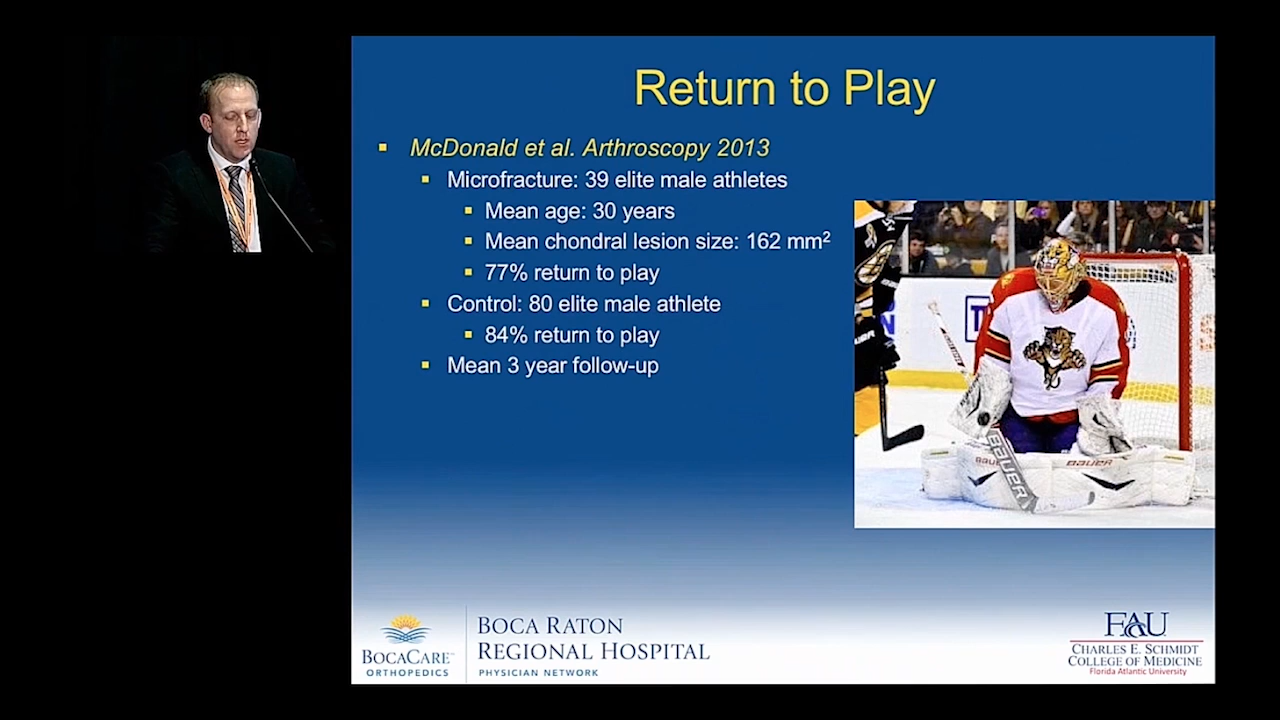 Return to Play
McDonald et al. Arthroscopy 2013
Microfracture: 39 elite male athletes
Mean age: 30 years
Mean chondral lesion size: 162 mm²
77% return to play
Control: 80 elite male athlete
84% return to play
Mean 3 year follow-up
BAUER
BAUER
BOCACARE™
ORTHOPEDICS
BOCA RATON
REGIONAL HOSPITAL
PHYSICIAN NETWORK
FAU
CHARLES E. SCHMIDT
COLLEGE OF MEDICINE
Florida Atlantic University